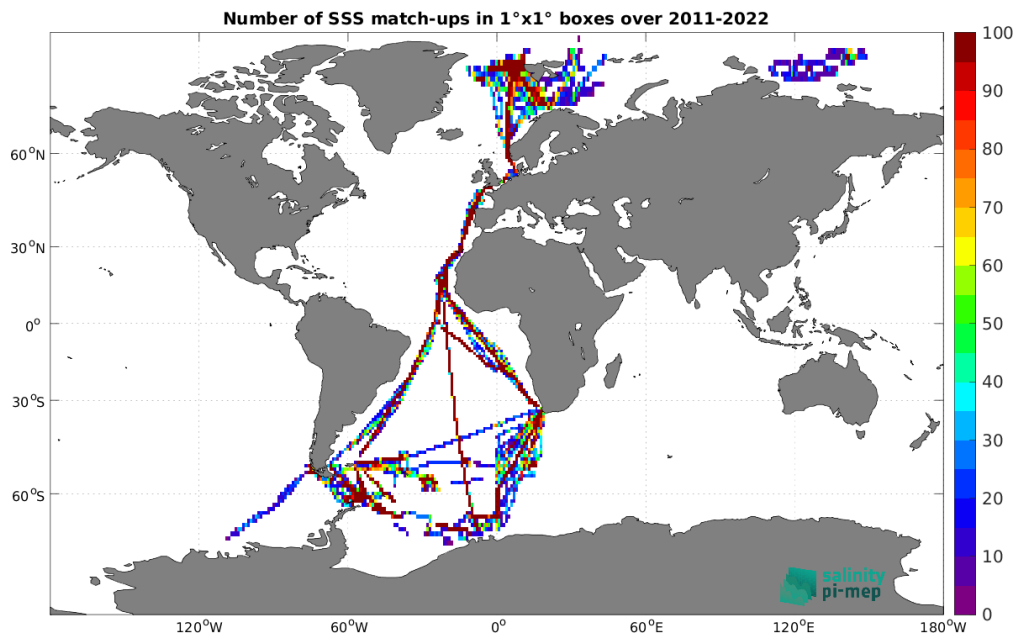 Number of SSS match-ups in 1°x1° boxes over 2011-2022
100
90
80
70
60
50
40
30
20
10
0
60°N
30°N
0°
30°S
60°S
120°W 60°W 0° 60°E 120°E 180°W
salinity
pi-mep